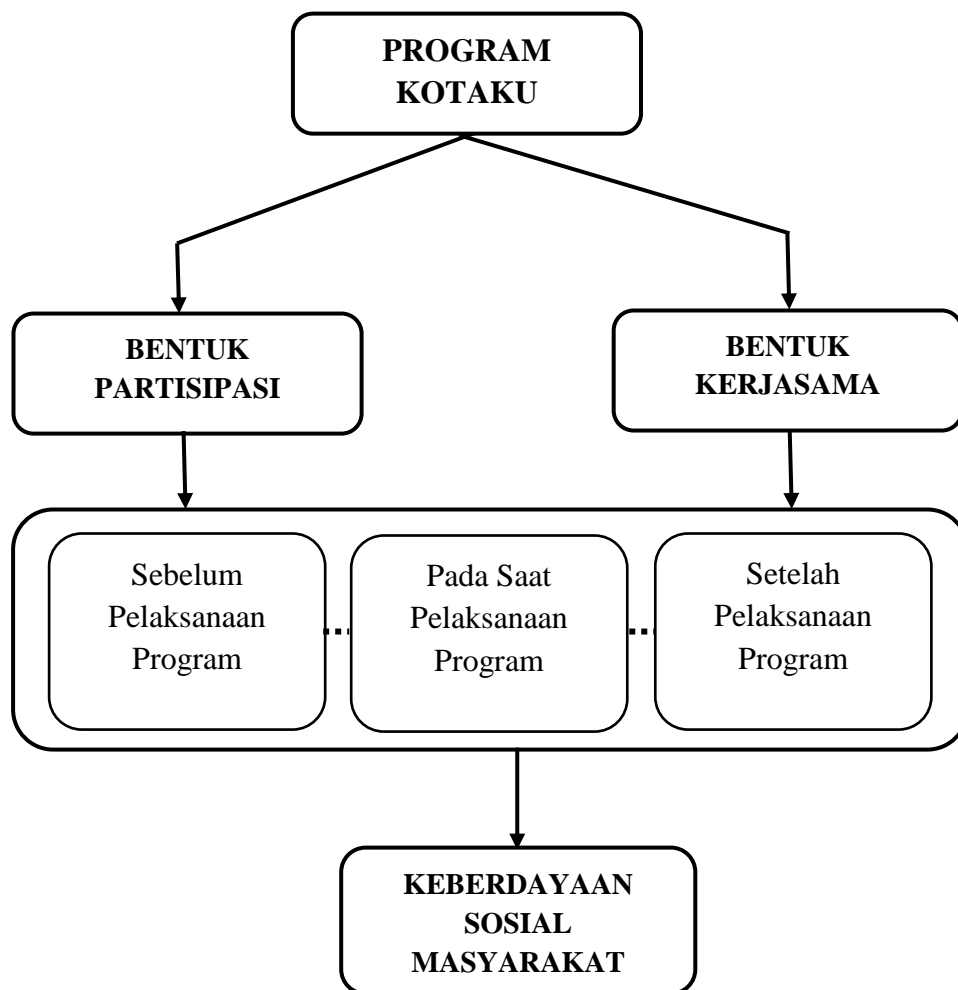 PROGRAM
KOTAKU
BENTUK
PARTISIPASI
BENTUK
KERJASAMA
Sebelum
Pelaksanaan
Program
Pada Saat
Pelaksanaan
Program
Setelah
Pelaksanaan
Program
KEBERDAYAAN
SOSIAL
MASYARAKAT